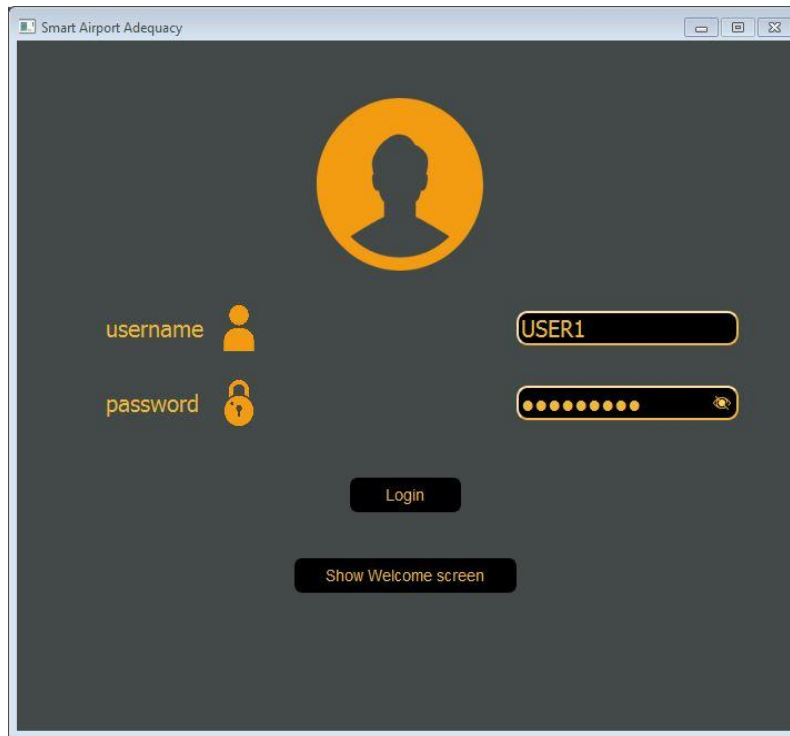 Smart Airport Adequacy
username USER1
password ●●●●●●●●●
Login
Show Welcome screen